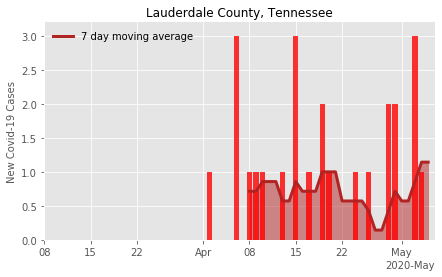 Lauderdale County, Tennessee
7 day moving average
New Covid-19 Cases
3.0
2.5
2.0
1.5
1.0
0.5
0.0
08 15 22 Apr 08 15 22 May
2020-May